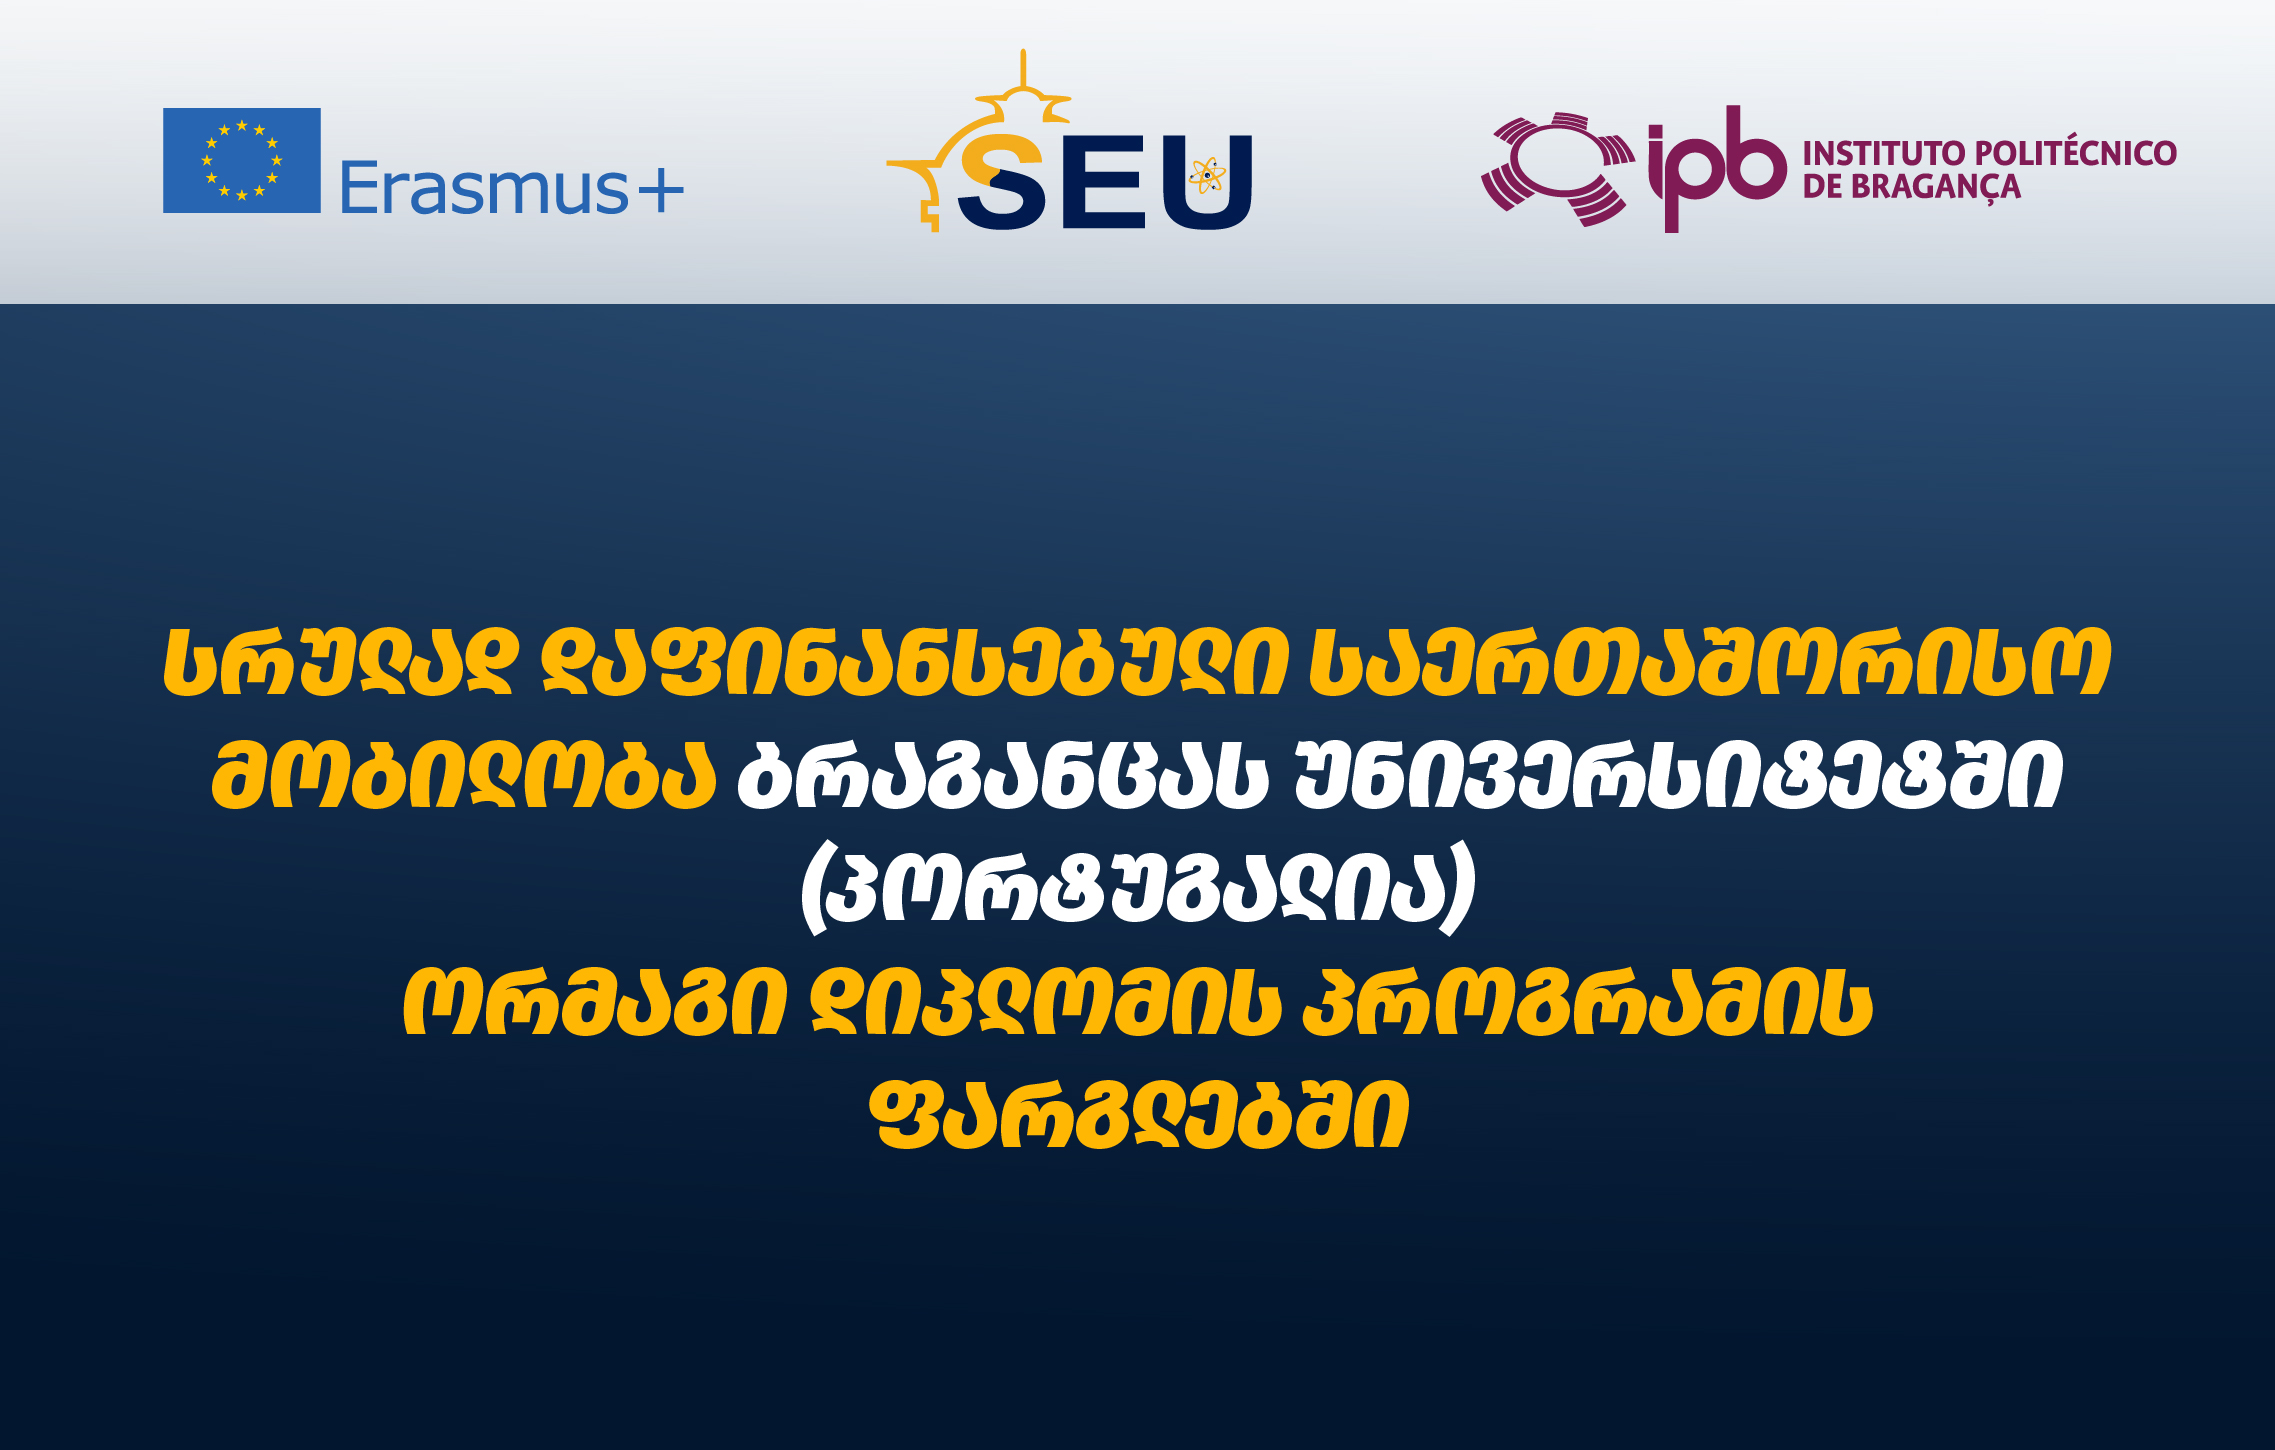 Erasmus+
SEU
ipb INSTITUTO POLITÉCNICO
DE BRAGANÇA
სრულად დაფინანსებული საერთაშორისო
მობილობა ბრაგანცას უნივერსიტეტში
(პორტუგალია)
ორმაგი დიპლომის პროგრამის
ფარგლებში